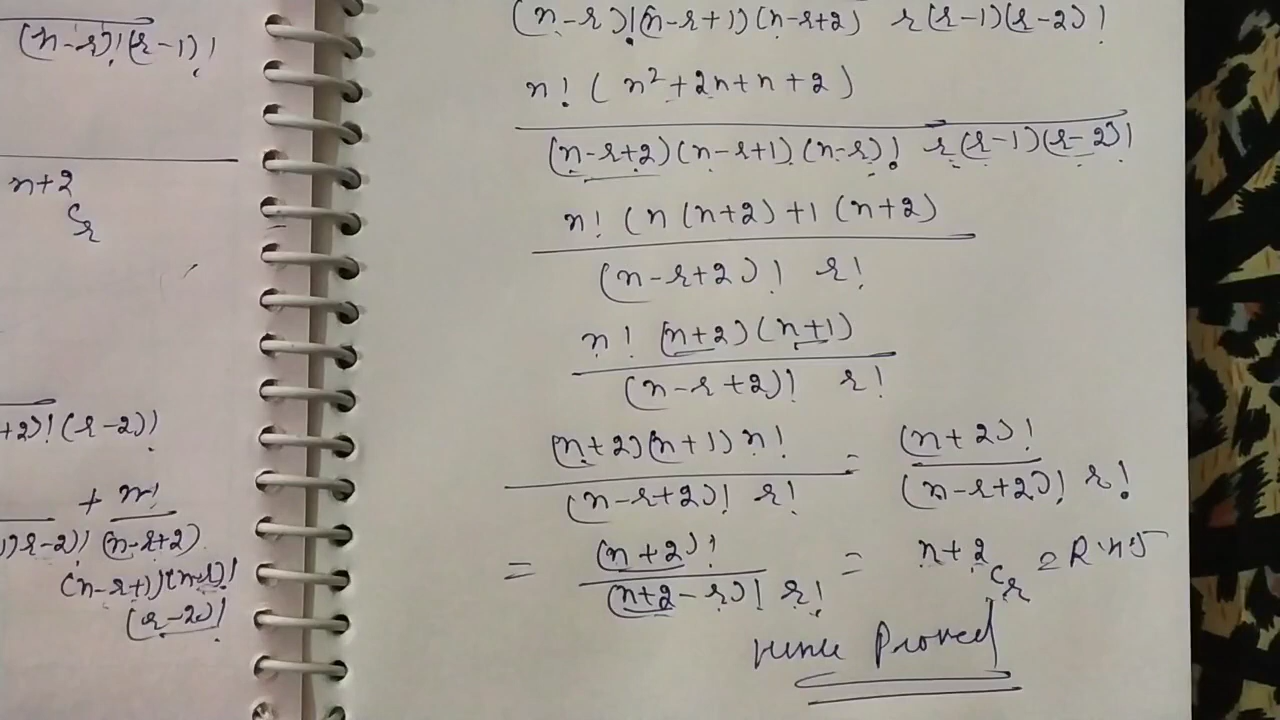 (n-r)!(r-1)!
n+2
Cr
+2)!(r-2)!
+ n!
)(r-2)! (n-r+2)
(n-r+1)(n-r)!
(r-2)!
(n-r)!(n-r+1)(n-r+2) r(r-1)(r-2)!
n! (n²+2n+n+2)
(n-r+2)(n-r+1)(n-r)! r(r-1)(r-2)!
n! (n(n+2)+1(n+2)
(n-r+2)! r!
n! (n+2)(n+1)
(n-r+2)! r!
(n+2)(n+1)n! = (n+2)!
(n-r+2)! r! (n-r+2)! r!
= (n+2)! = n+2Cr = R.H.S
(n+2-r)! r!
Hence Proved